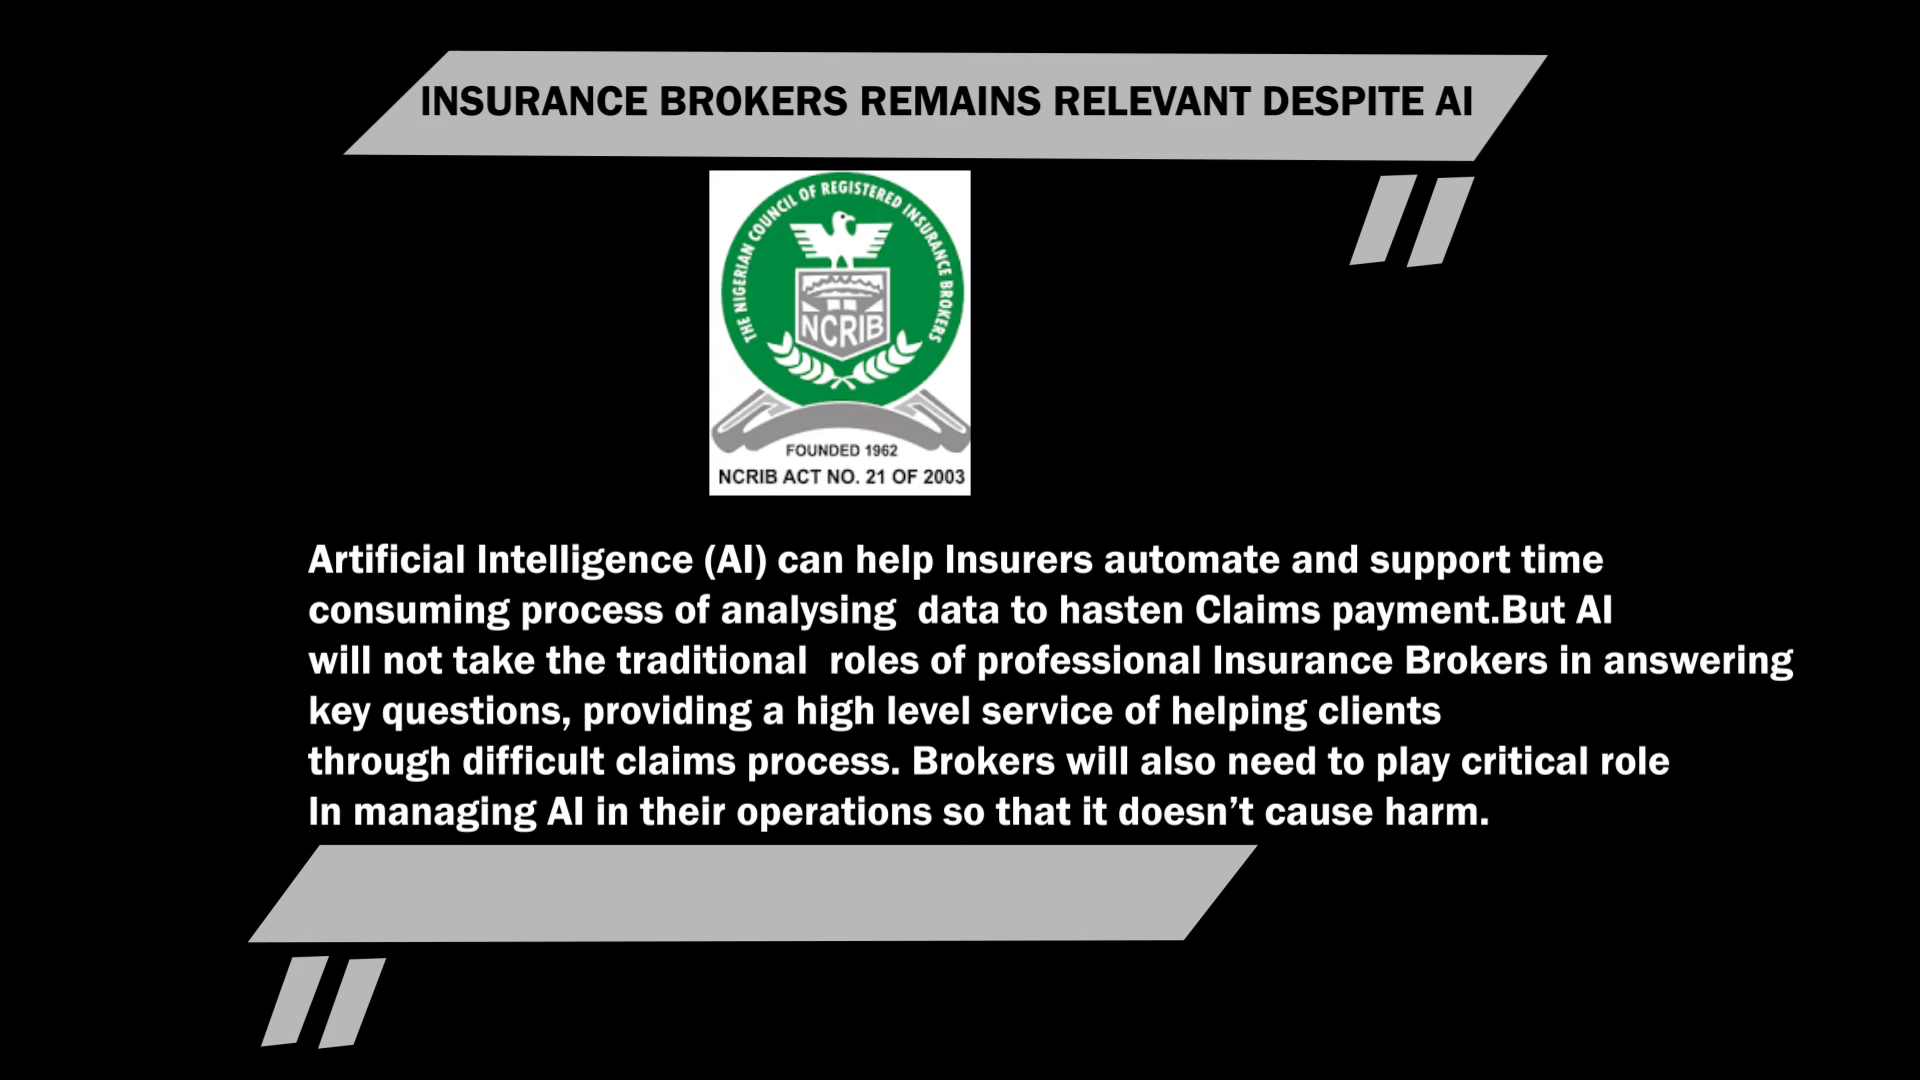 INSURANCE BROKERS REMAINS RELEVANT DESPITE AI
THE NIGERIAN COUNCIL OF REGISTERED INSURANCE BROKERS
NCRIB
FOUNDED 1962
NCRIB ACT NO. 21 OF 2003
Artificial Intelligence (AI) can help Insurers automate and support time
consuming process of analysing  data to hasten Claims payment.But AI
will not take the traditional  roles of professional Insurance Brokers in answering
key questions, providing a high level service of helping clients
through difficult claims process. Brokers will also need to play critical role
In managing AI in their operations so that it doesn’t cause harm.